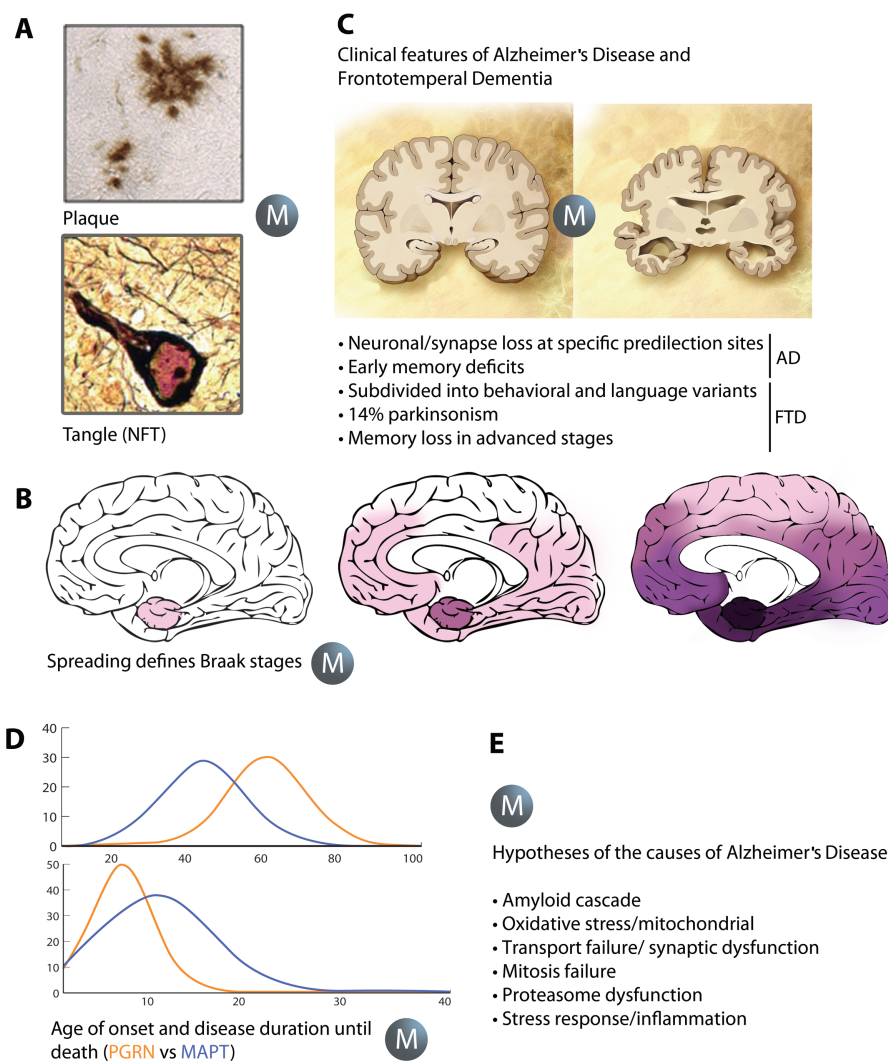 A
Plaque
M
Tangle (NFT)
C
Clinical features of Alzheimer's Disease and
Frontotemperal Dementia
M
• Neuronal/synapse loss at specific predilection sites
• Early memory deficits
AD
• Subdivided into behavioral and language variants
• 14% parkinsonism
• Memory loss in advanced stages
FTD
B
Spreading defines Braak stages
M
D
40
30
20
10
0
20 40 60 80 100
50
40
30
20
10
0
10 20 30 40
Age of onset and disease duration until
death (PGRN vs MAPT)
M
E
M
Hypotheses of the causes of Alzheimer's Disease
• Amyloid cascade
• Oxidative stress/mitochondrial
• Transport failure/ synaptic dysfunction
• Mitosis failure
• Proteasome dysfunction
• Stress response/inflammation